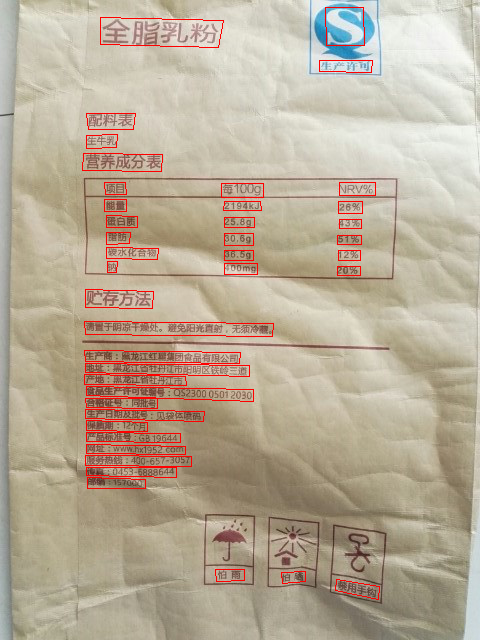 全脂乳粉
生产许可
配料表
生牛乳
营养成分表
项目 每100g NRV%
能量 2194kJ 26%
蛋白质 25.8g 43%
脂肪 30.6g 51%
碳水化合物 36.5g 12%
钠 400mg 20%
贮存方法
请置于阴凉干燥处。避免阳光直射，无须冷藏。
生产商：黑龙江红星集团食品有限公司
地址：黑龙江省牡丹江市阳明区铁岭三道
产地：黑龙江省牡丹江市
食品生产许可证编号：QS2300 0501 2030
合格证号：同批号
生产日期及批号：见袋体喷码
保质期：12个月
产品标准号：GB 19644
网址：www.hx1952.com
服务热线：400-657-3057
传真：0453-6888644
邮编：157000
怕雨 怕晒 禁用手钩